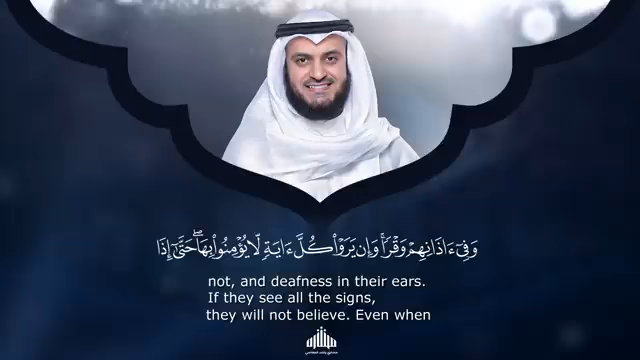 وَفِىٓ ءَاذَانِهِمْ وَقْرًا ۚ وَإِن يَرَوْا۟ كُلَّ ءَايَةٍ لَّا يُؤْمِنُوا۟ بِهَا ۖ حَتَّىٰٓ إِذَا
not, and deafness in their ears.
If they see all the signs,
they will not believe. Even when